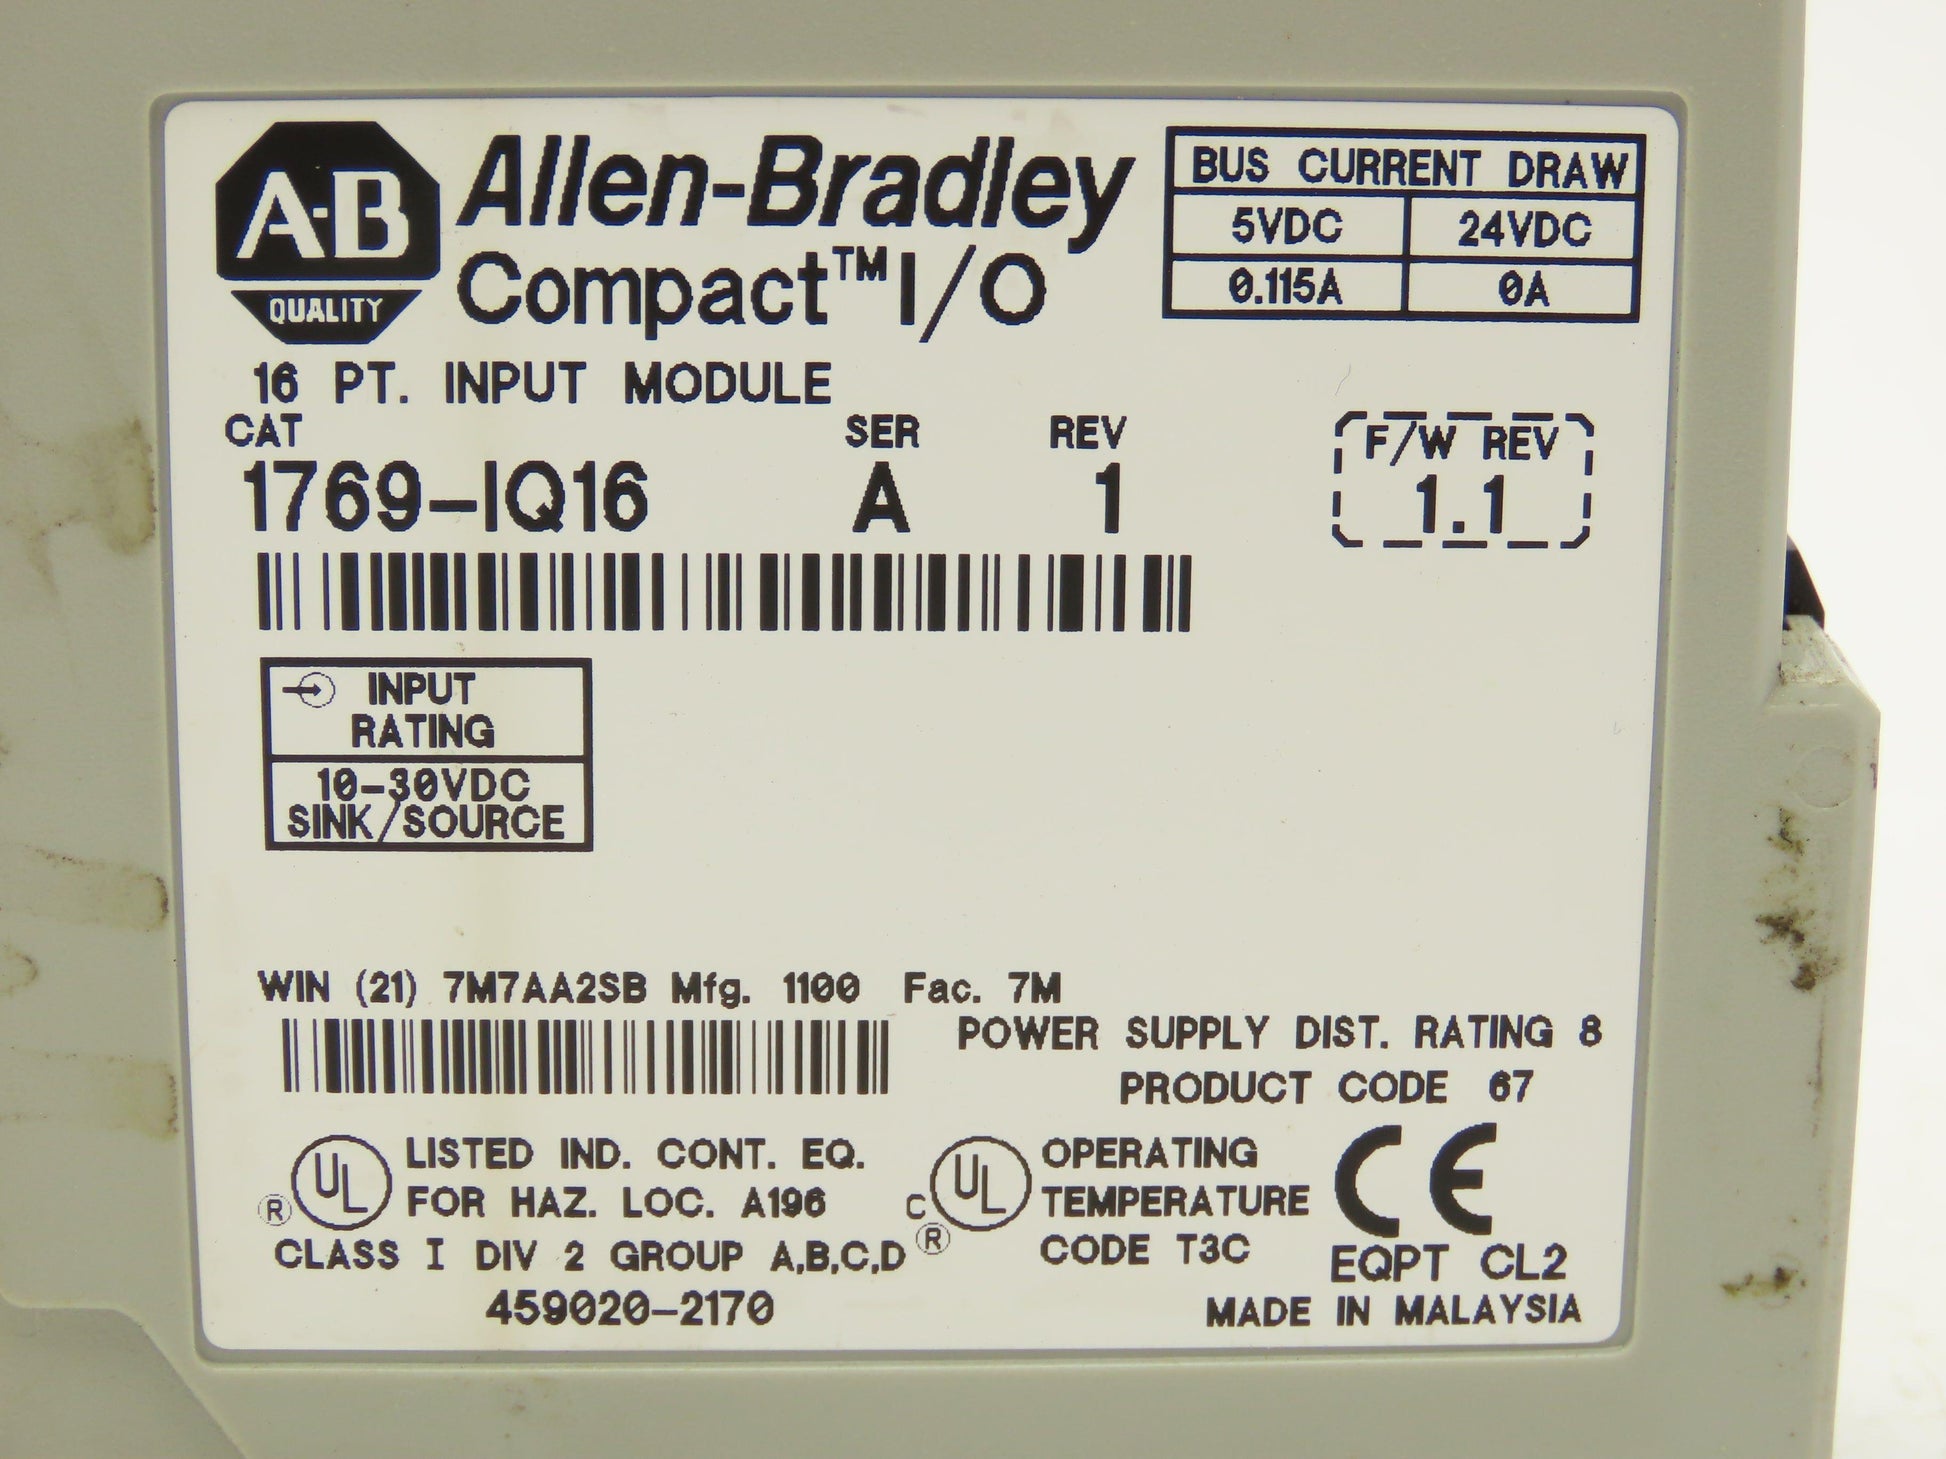 A-B
QUALITY
Allen-Bradley
Compact™ I/O
BUS CURRENT DRAW
5VDC 24VDC
0.115A 0A
16 PT. INPUT MODULE
CAT SER REV
1769-IQ16 A 1
F/W REV
1.1
INPUT
RATING
10-30VDC
SINK/SOURCE
WIN (21) 7M7AA2SB Mfg. 1100 Fac. 7M
POWER SUPPLY DIST. RATING 8
PRODUCT CODE 67
UL ® LISTED IND. CONT. EQ.
FOR HAZ. LOC. A196
CLASS I DIV 2 GROUP A,B,C,D
459020-2170
C UL ® OPERATING
TEMPERATURE
CODE T3C
CE
EQPT CL2
MADE IN MALAYSIA